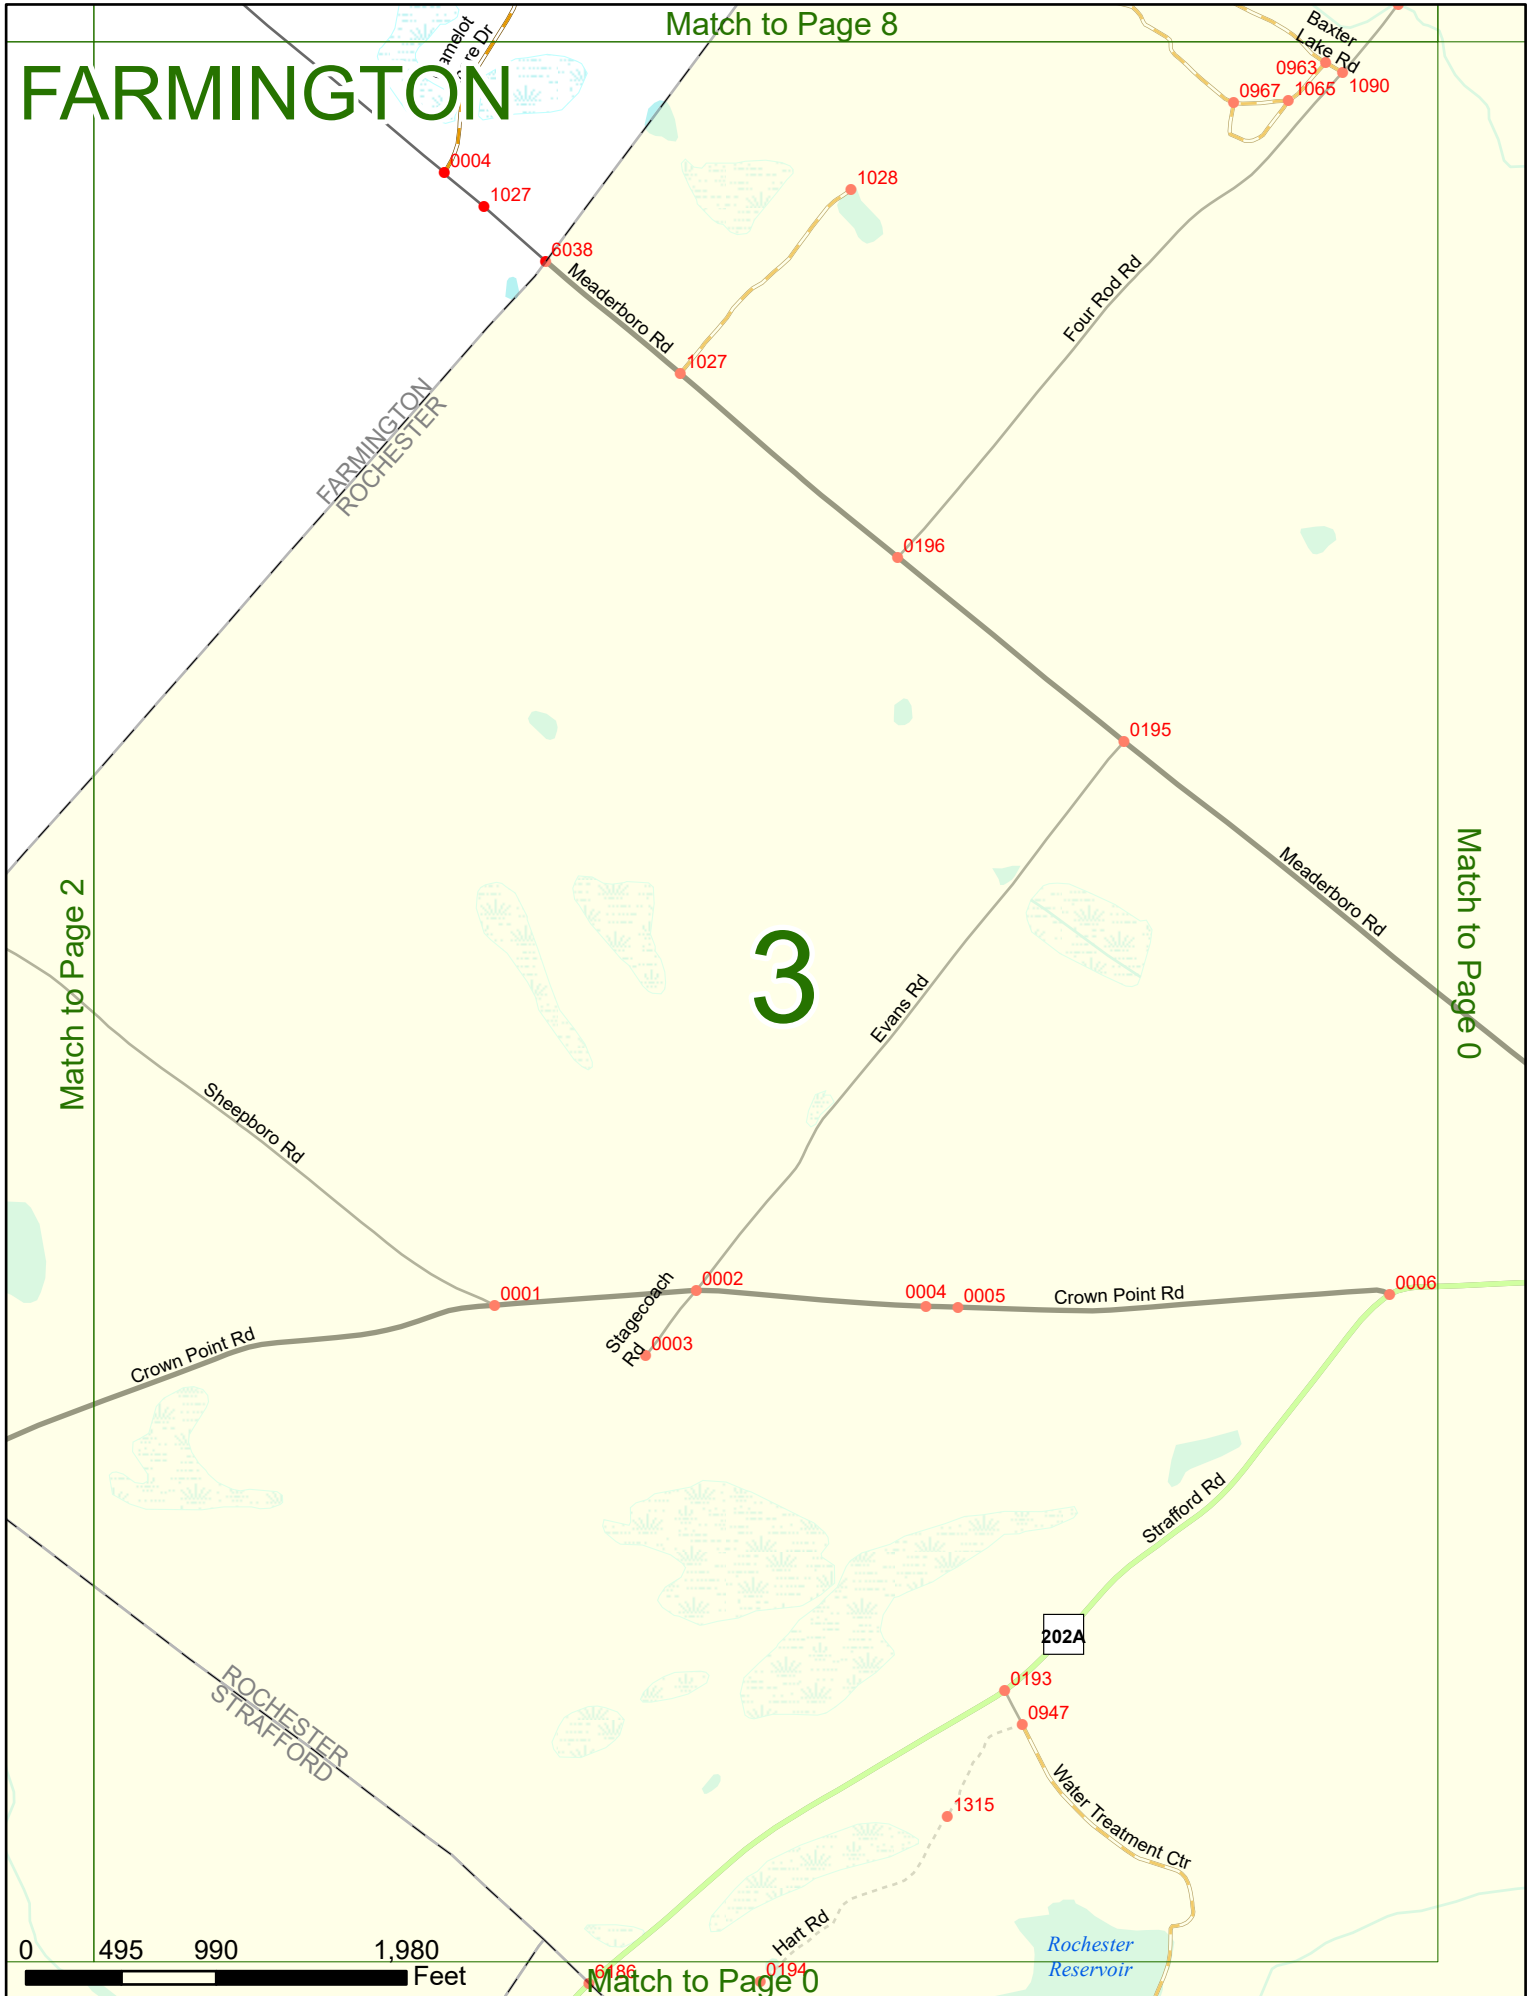 Match to Page 8
FARMINGTON
amelot
re Dr
Baxter
Lake Rd
0963
1090
0967
1065
0004
1027
1028
6038
Meaderboro Rd
Four Rod Rd
1027
FARMINGTON
ROCHESTER
0196
0195
Meaderboro Rd
Match to Page 2
Match to Page 0
3
Evans Rd
Sheepboro Rd
0001
0002
0004
0005
Crown Point Rd
0006
Stagecoach
Rd
0003
Crown Point Rd
Strafford Rd
202A
ROCHESTER
STRAFFORD
0193
0947
1315
Water Treatment Ctr
Hart Rd
Rochester
Reservoir
0 495 990 1,980
Feet
6186
0194
Match to Page 0